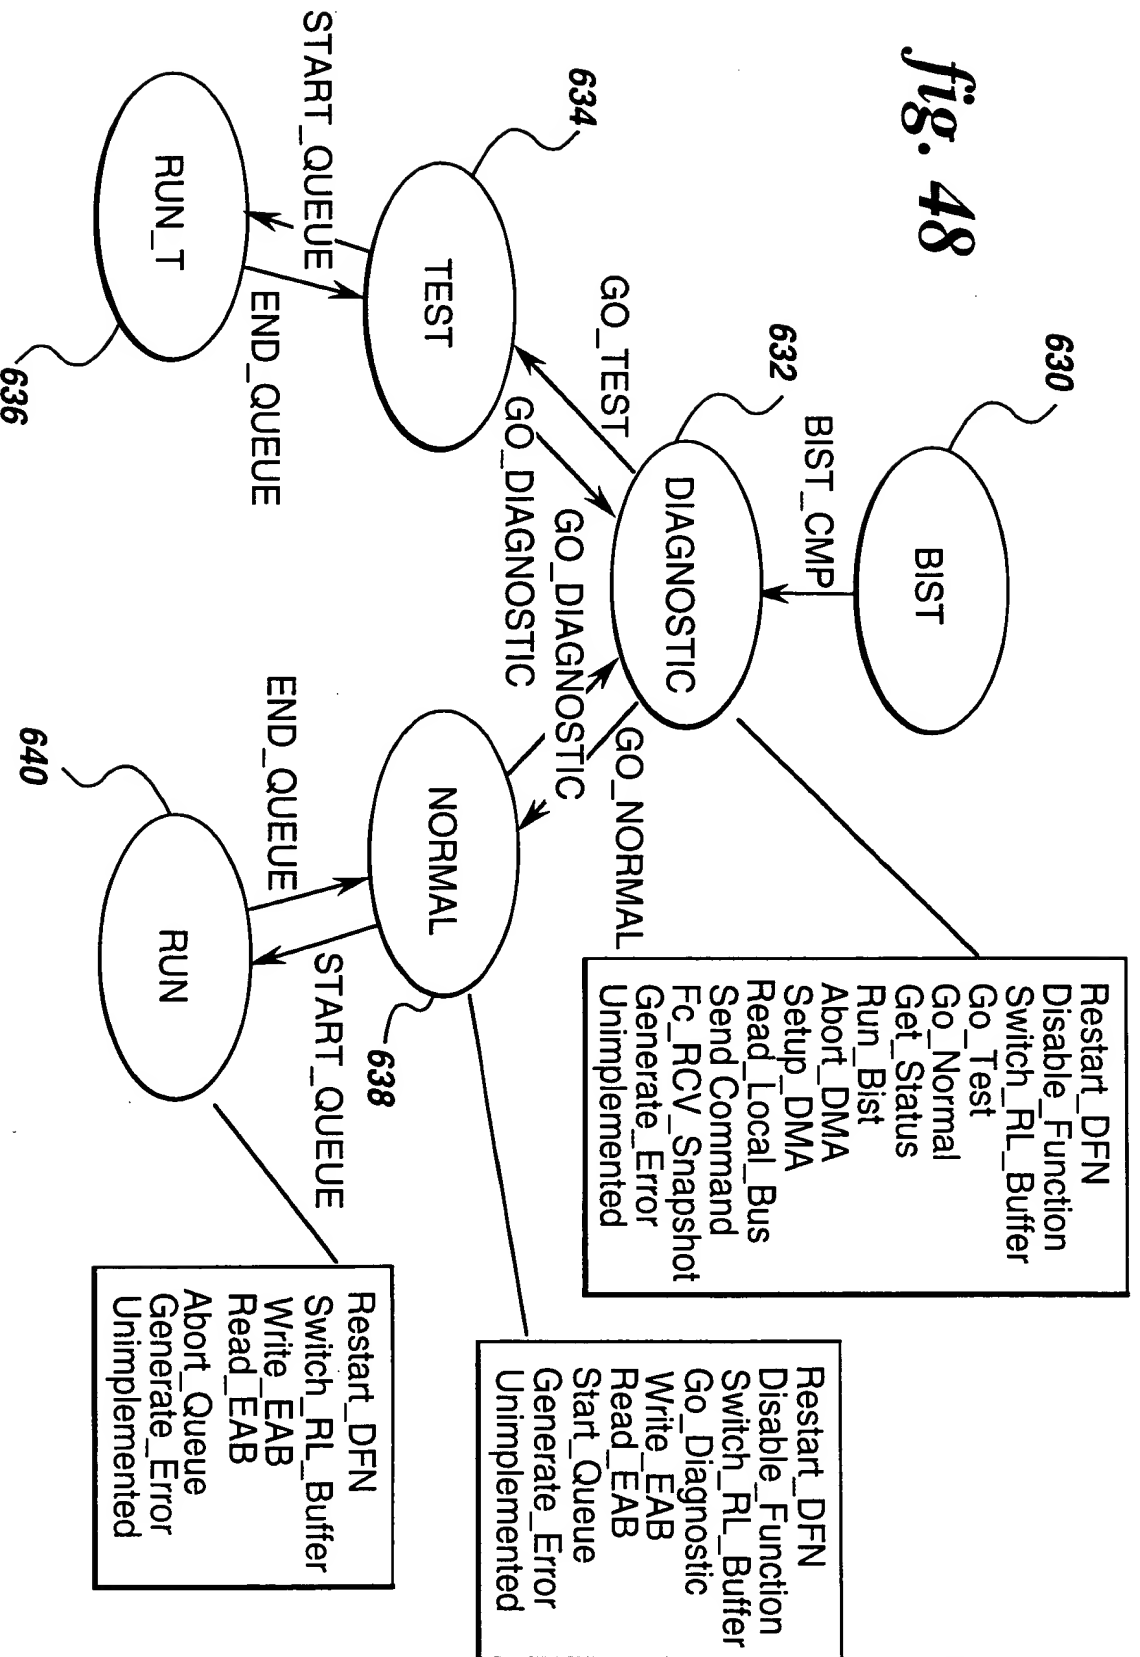 fig. 48
630
BIST
BIST_CMP
632
DIAGNOSTIC
GO_TEST
GO_DIAGNOSTIC
GO_DIAGNOSTIC
GO_NORMAL
634
TEST
START_QUEUE
END_QUEUE
RUN_T
636
NORMAL
638
END_QUEUE
START_QUEUE
RUN
640
Restart_DFN
Disable_Function
Switch_RL_Buffer
Go_Test
Go_Normal
Get_Status
Run_Bist
Abort_DMA
Setup_DMA
Read_Local_Bus
Send Command
Fc_RCV_Snapshot
Generate_Error
Unimplemented
Restart_DFN
Disable_Function
Switch_RL_Buffer
Go_Diagnostic
Write_EAB
Read_EAB
Start_Queue
Generate_Error
Unimplemented
Restart_DFN
Switch_RL_Buffer
Write_EAB
Read_EAB
Abort_Queue
Generate_Error
Unimplemented